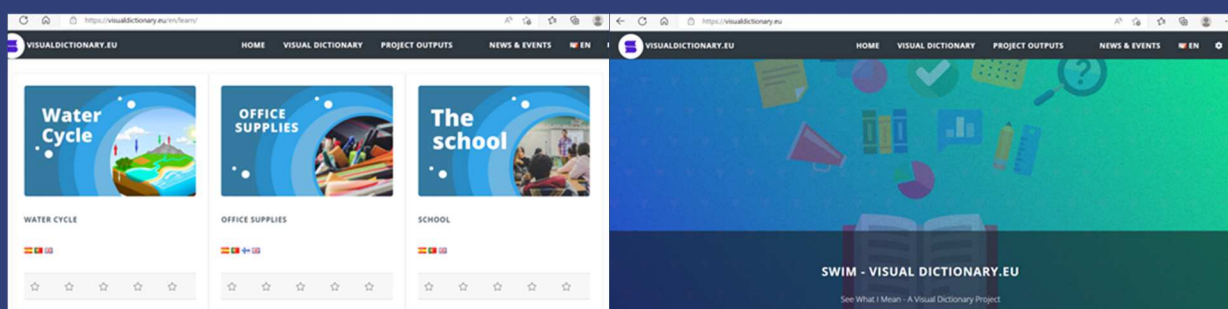 https://visualdictionary.eu/en/learn/
VISUALDICTIONARY.EU HOME VISUAL DICTIONARY PROJECT OUTPUTS NEWS & EVENTS EN
Water
Cycle
OFFICE
SUPPLIES
The
school
WATER CYCLE
OFFICE SUPPLIES
SCHOOL
https://visualdictionary.eu
VISUALDICTIONARY.EU HOME VISUAL DICTIONARY PROJECT OUTPUTS NEWS & EVENTS EN
SWIM - VISUAL DICTIONARY.EU
See What I Mean - A Visual Dictionary Project